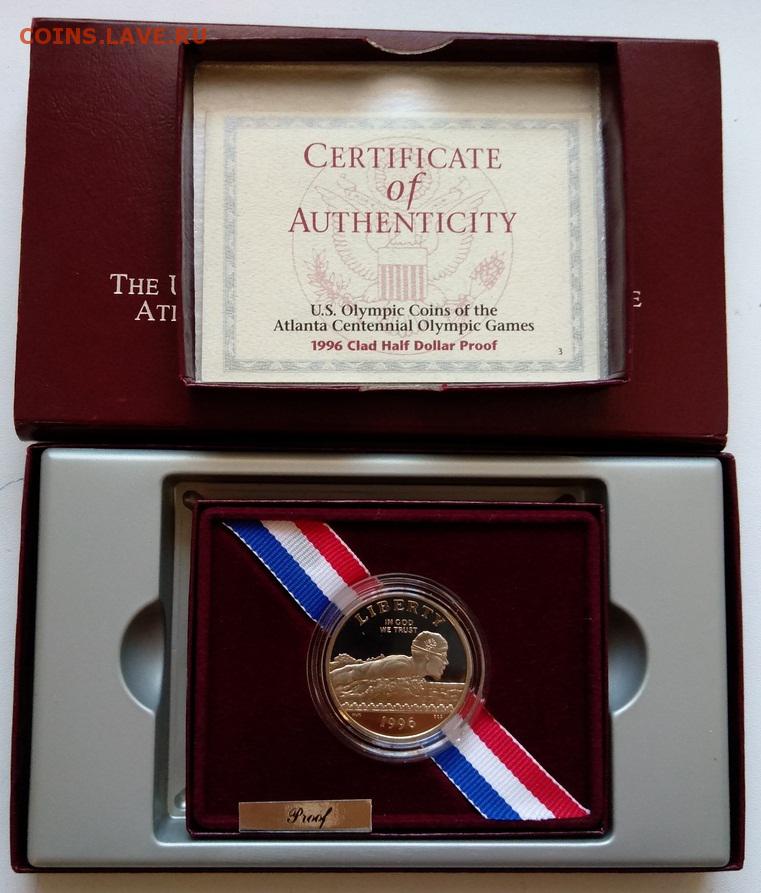 COINS.LAVE.RU
CERTIFICATE
of
AUTHENTICITY
THE
U.S. Olympic Coins of the
Atlanta Centennial Olympic Games
1996 Clad Half Dollar Proof
3
LIBERTY
IN GOD
WE TRUST
1996
Proof